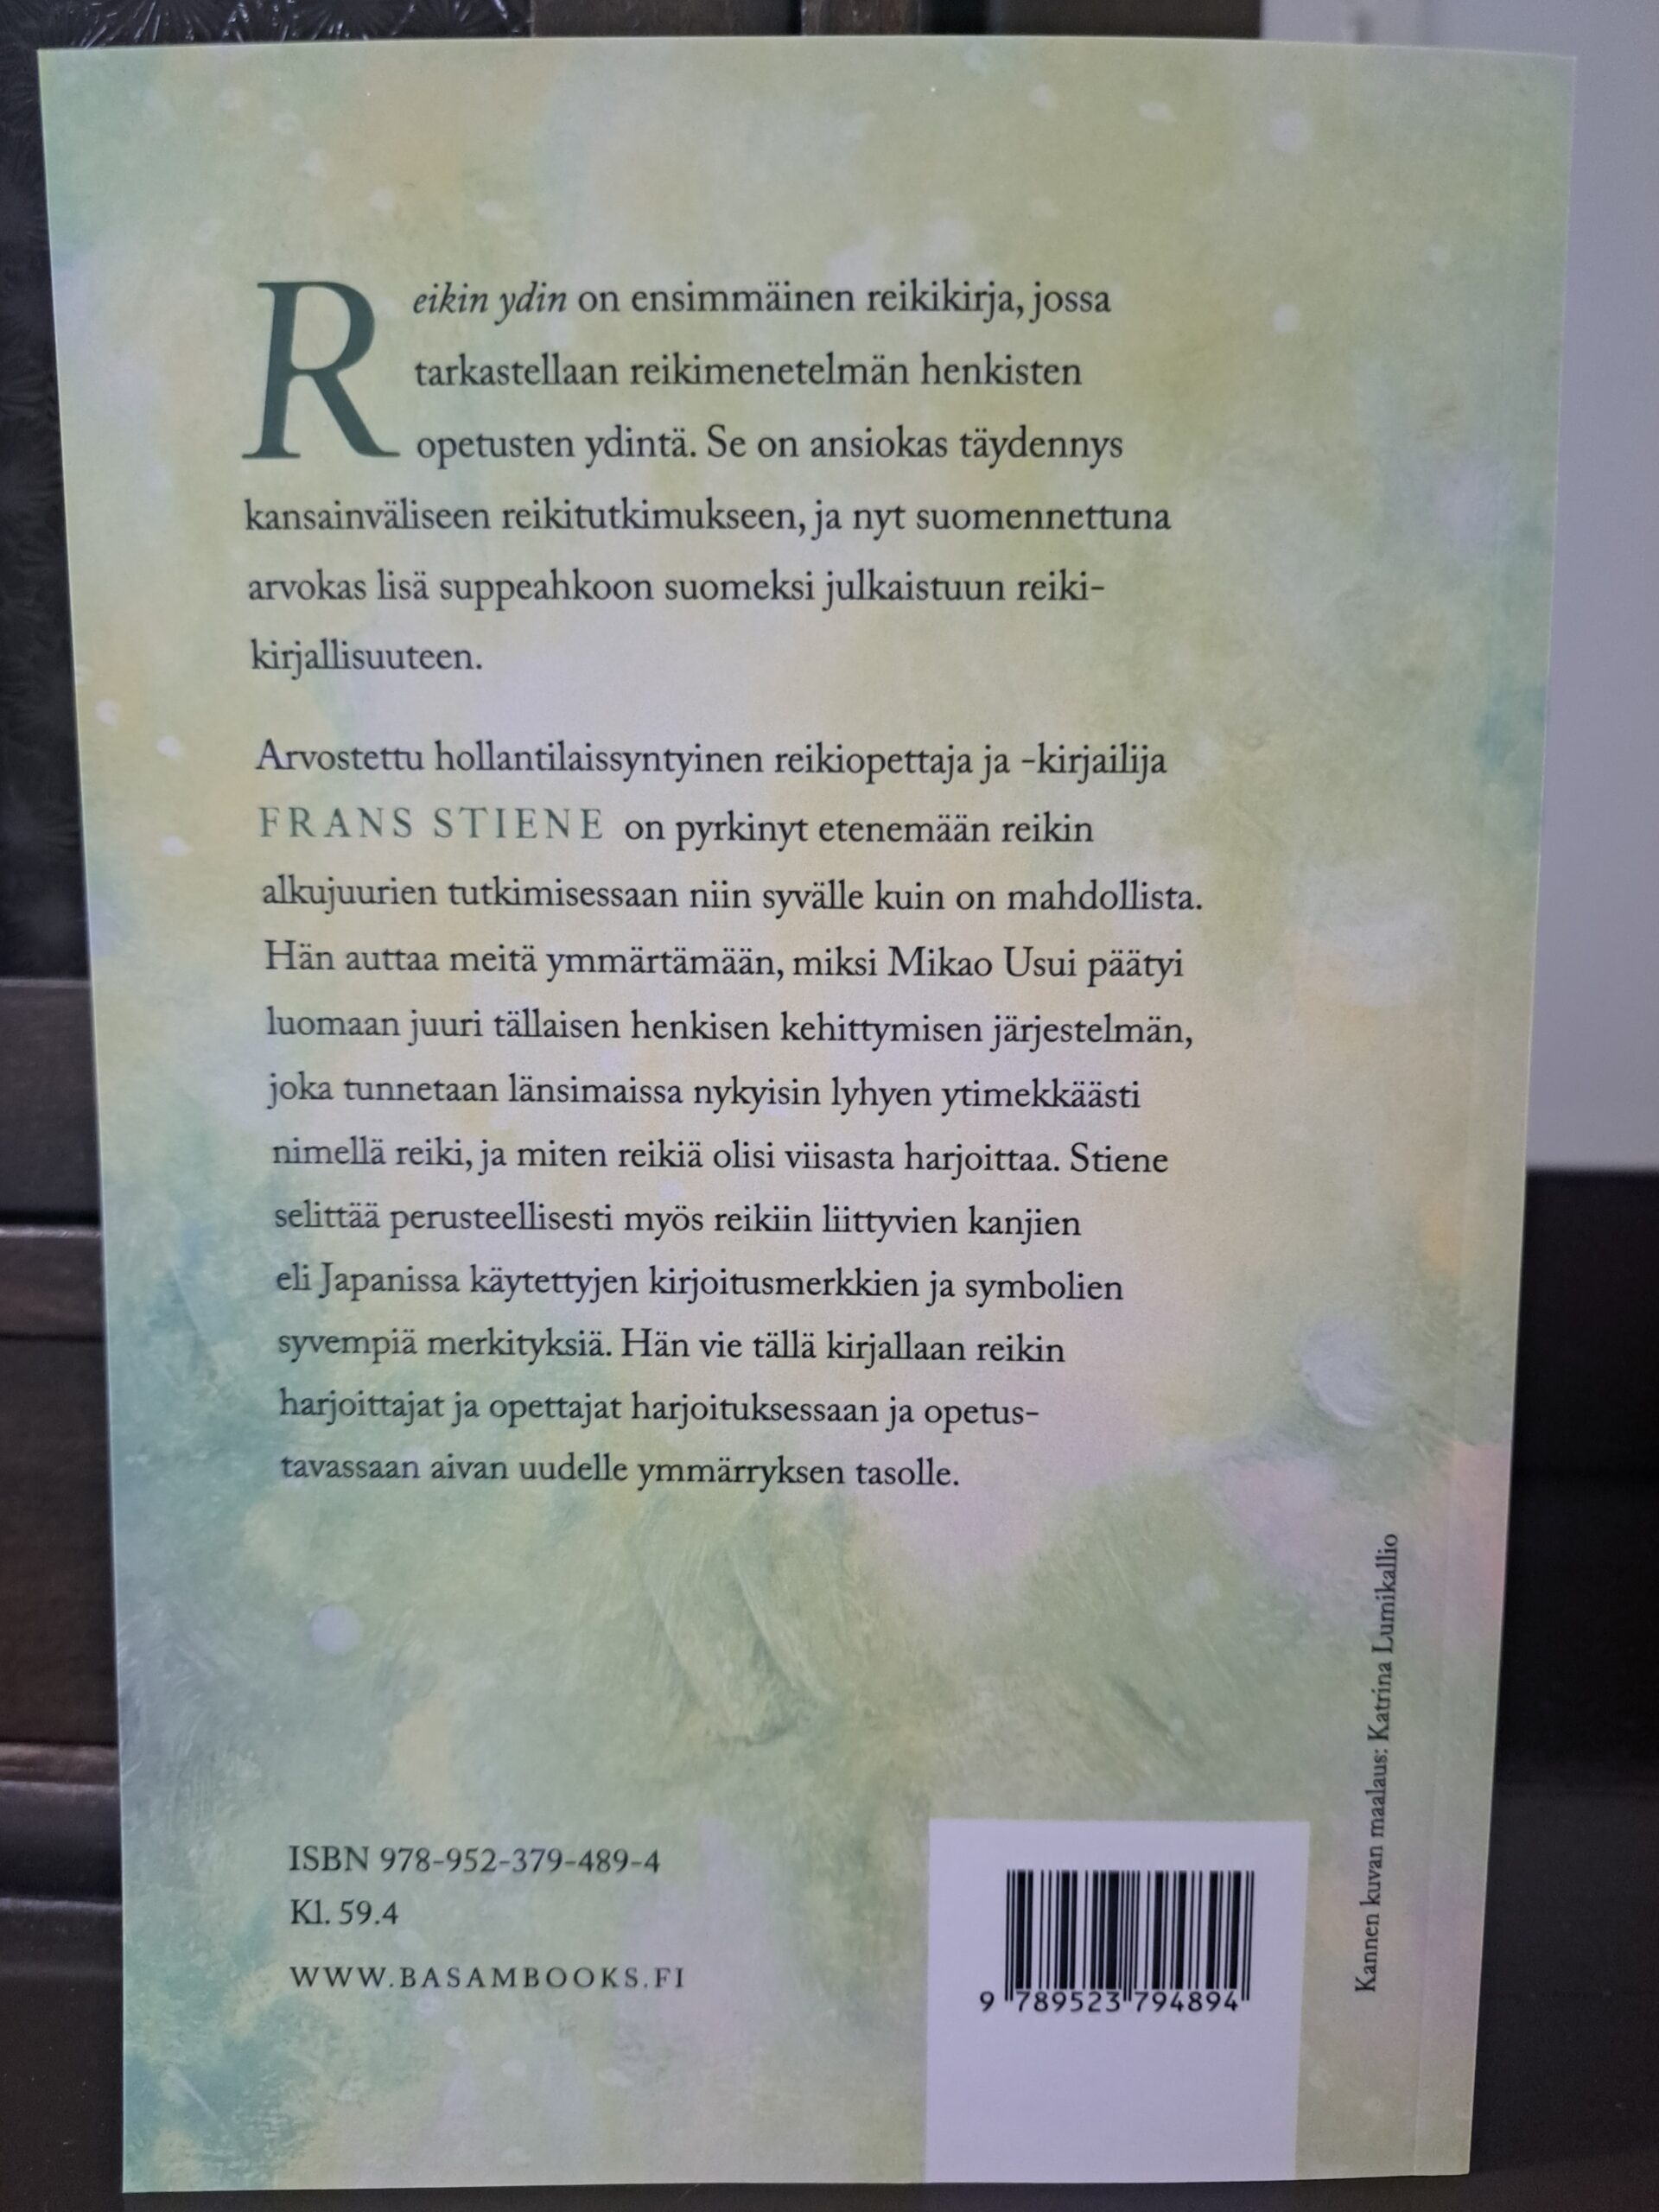 Reikin ydin on ensimmäinen reikikirja, jossa
tarkastellaan reikimenetelmän henkisten
opetusten ydintä. Se on ansiokas täydennys
kansainväliseen reikitutkimukseen, ja nyt suomennettuna
arvokas lisä suppeahkoon suomeksi julkaistuun reiki-
kirjallisuuteen.
Arvostettu hollantilaissyntyinen reikiopettaja ja -kirjailija
FRANS STIENE on pyrkinyt etenemään reikin
alkujuurien tutkimisessaan niin syvälle kuin on mahdollista.
Hän auttaa meitä ymmärtämään, miksi Mikao Usui päätyi
luomaan juuri tällaisen henkisen kehittymisen järjestelmän,
joka tunnetaan länsimaissa nykyisin lyhyen ytimekkäästi
nimellä reiki, ja miten reikiä olisi viisasta harjoittaa. Stiene
selittää perusteellisesti myös reikiin liittyvien kanjien
eli Japanissa käytettyjen kirjoitusmerkkien ja symbolien
syvempiä merkityksiä. Hän vie tällä kirjallaan reikin
harjoittajat ja opettajat harjoituksessaan ja opetus-
tavassaan aivan uudelle ymmärryksen tasolle.
Kannen kuvan maalaus: Katrina Lumikallio
ISBN 978-952-379-489-4
Kl. 59.4
WWW.BASAMBOOKS.FI
9 789523 794894